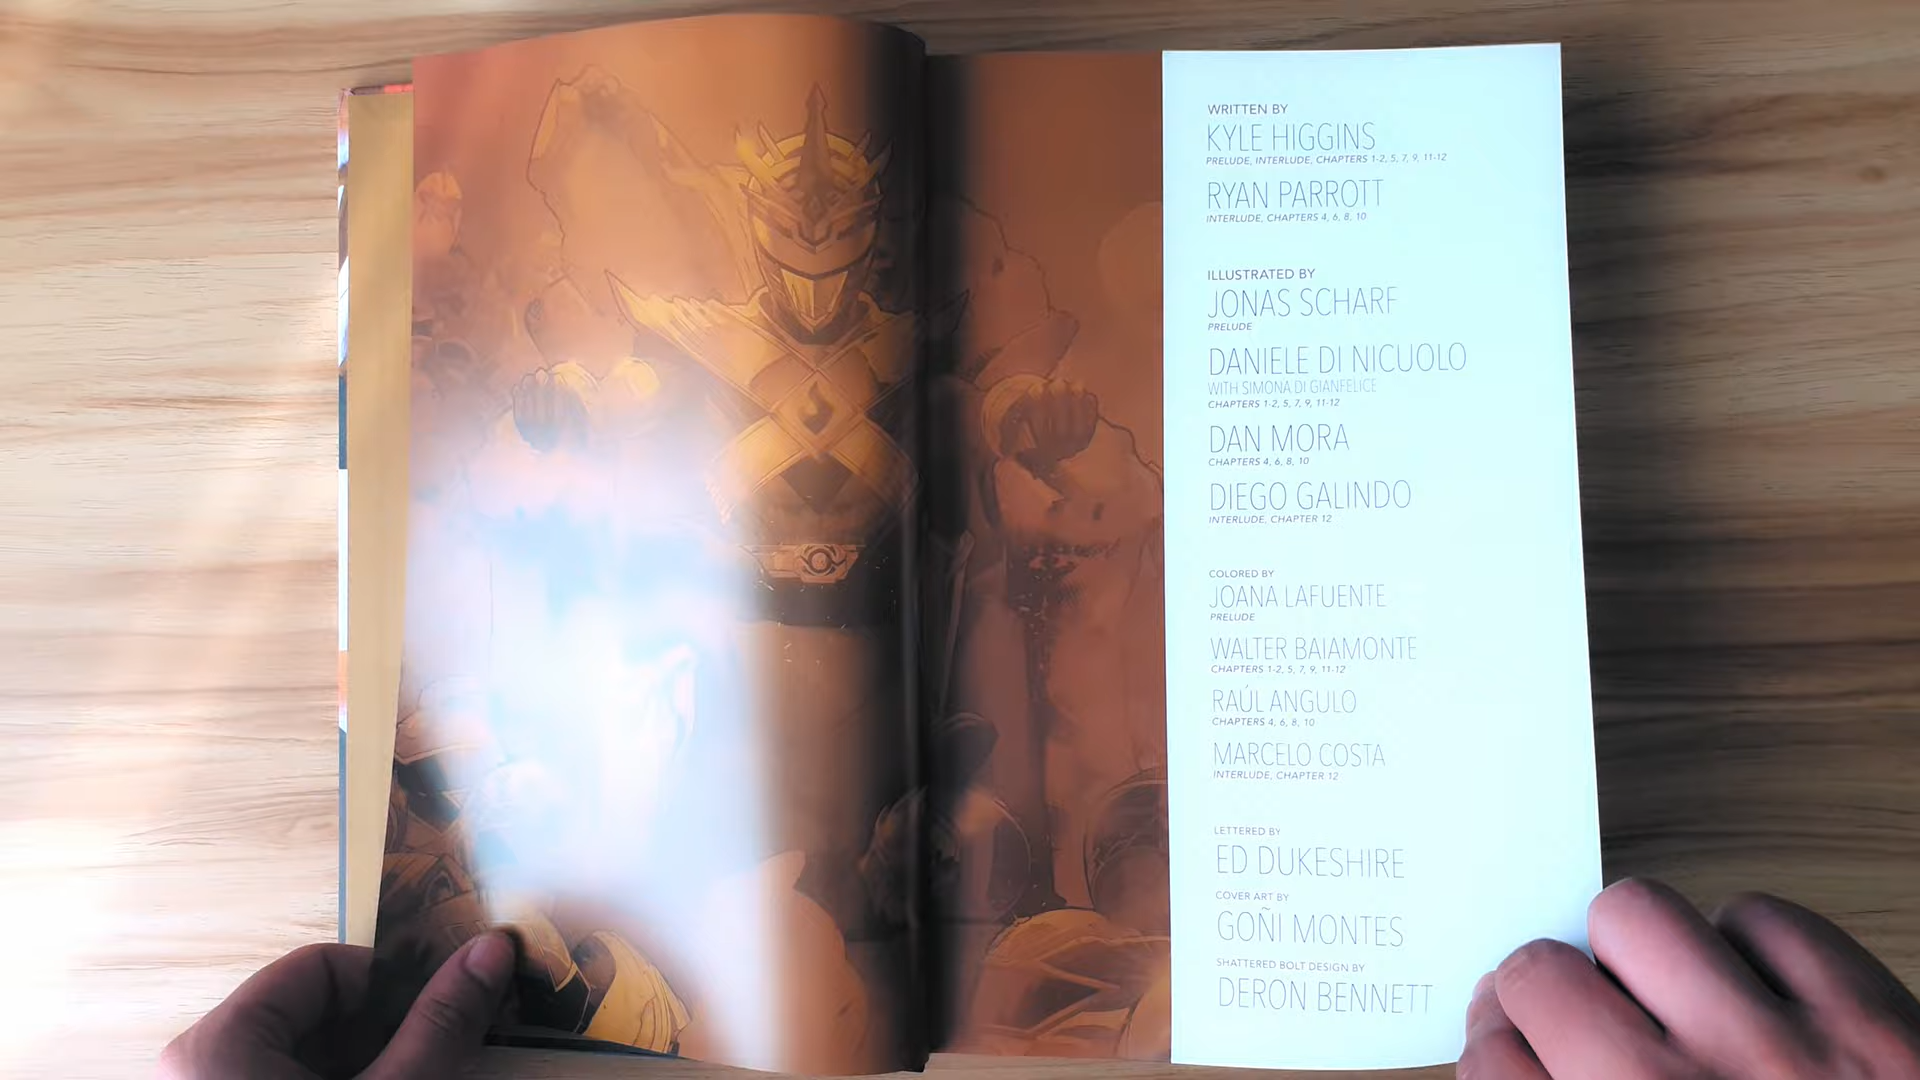 WRITTEN BY
KYLE HIGGINS
PRELUDE, INTERLUDE, CHAPTERS 1-2, 5, 7, 9, 11-12
RYAN PARROTT
INTERLUDE, CHAPTERS 4, 6, 8, 10
ILLUSTRATED BY
JONAS SCHARF
PRELUDE
DANIELE DI NICUOLO
WITH SIMONA DI GIANFELICE
CHAPTERS 1-2, 5, 7, 9, 11-12
DAN MORA
CHAPTERS 4, 6, 8, 10
DIEGO GALINDO
INTERLUDE, CHAPTER 12
COLORED BY
JOANA LAFUENTE
PRELUDE
WALTER BAIAMONTE
CHAPTERS 1-2, 5, 7, 9, 11-12
RAÚL ANGULO
CHAPTERS 4, 6, 8, 10
MARCELO COSTA
INTERLUDE, CHAPTER 12
LETTERED BY
ED DUKESHIRE
COVER ART BY
GOÑI MONTES
SHATTERED BOLT DESIGN BY
DERON BENNETT